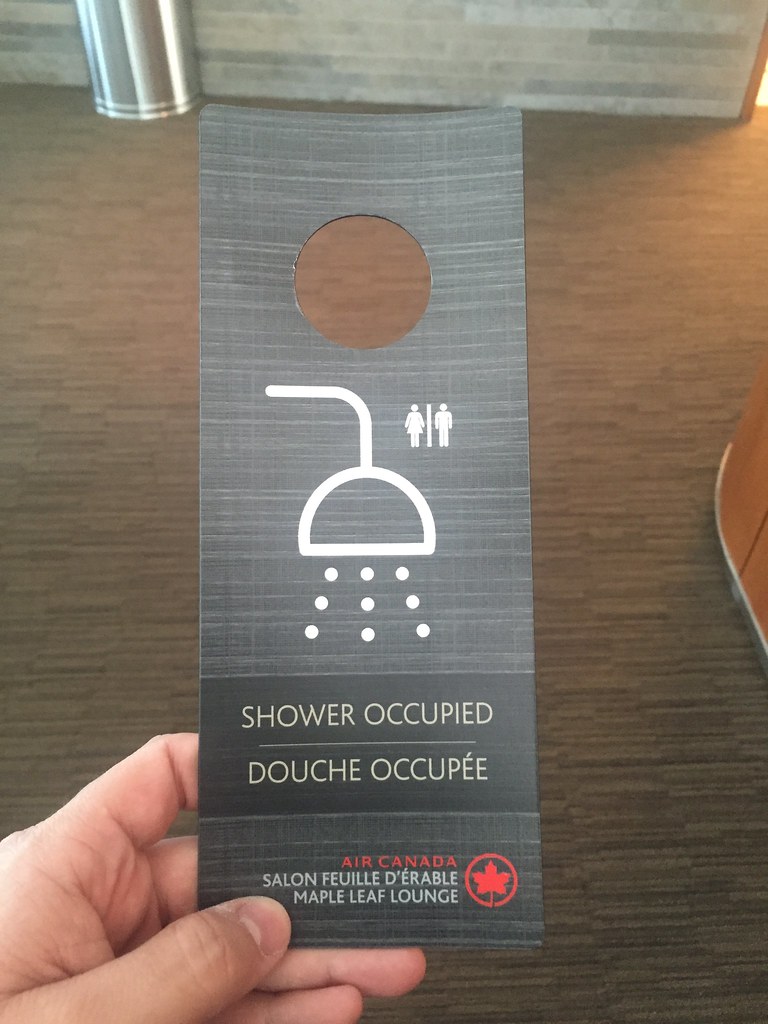 SHOWER OCCUPIED
DOUCHE OCCUPÉE
AIR CANADA
SALON FEUILLE D'ÉRABLE
MAPLE LEAF LOUNGE